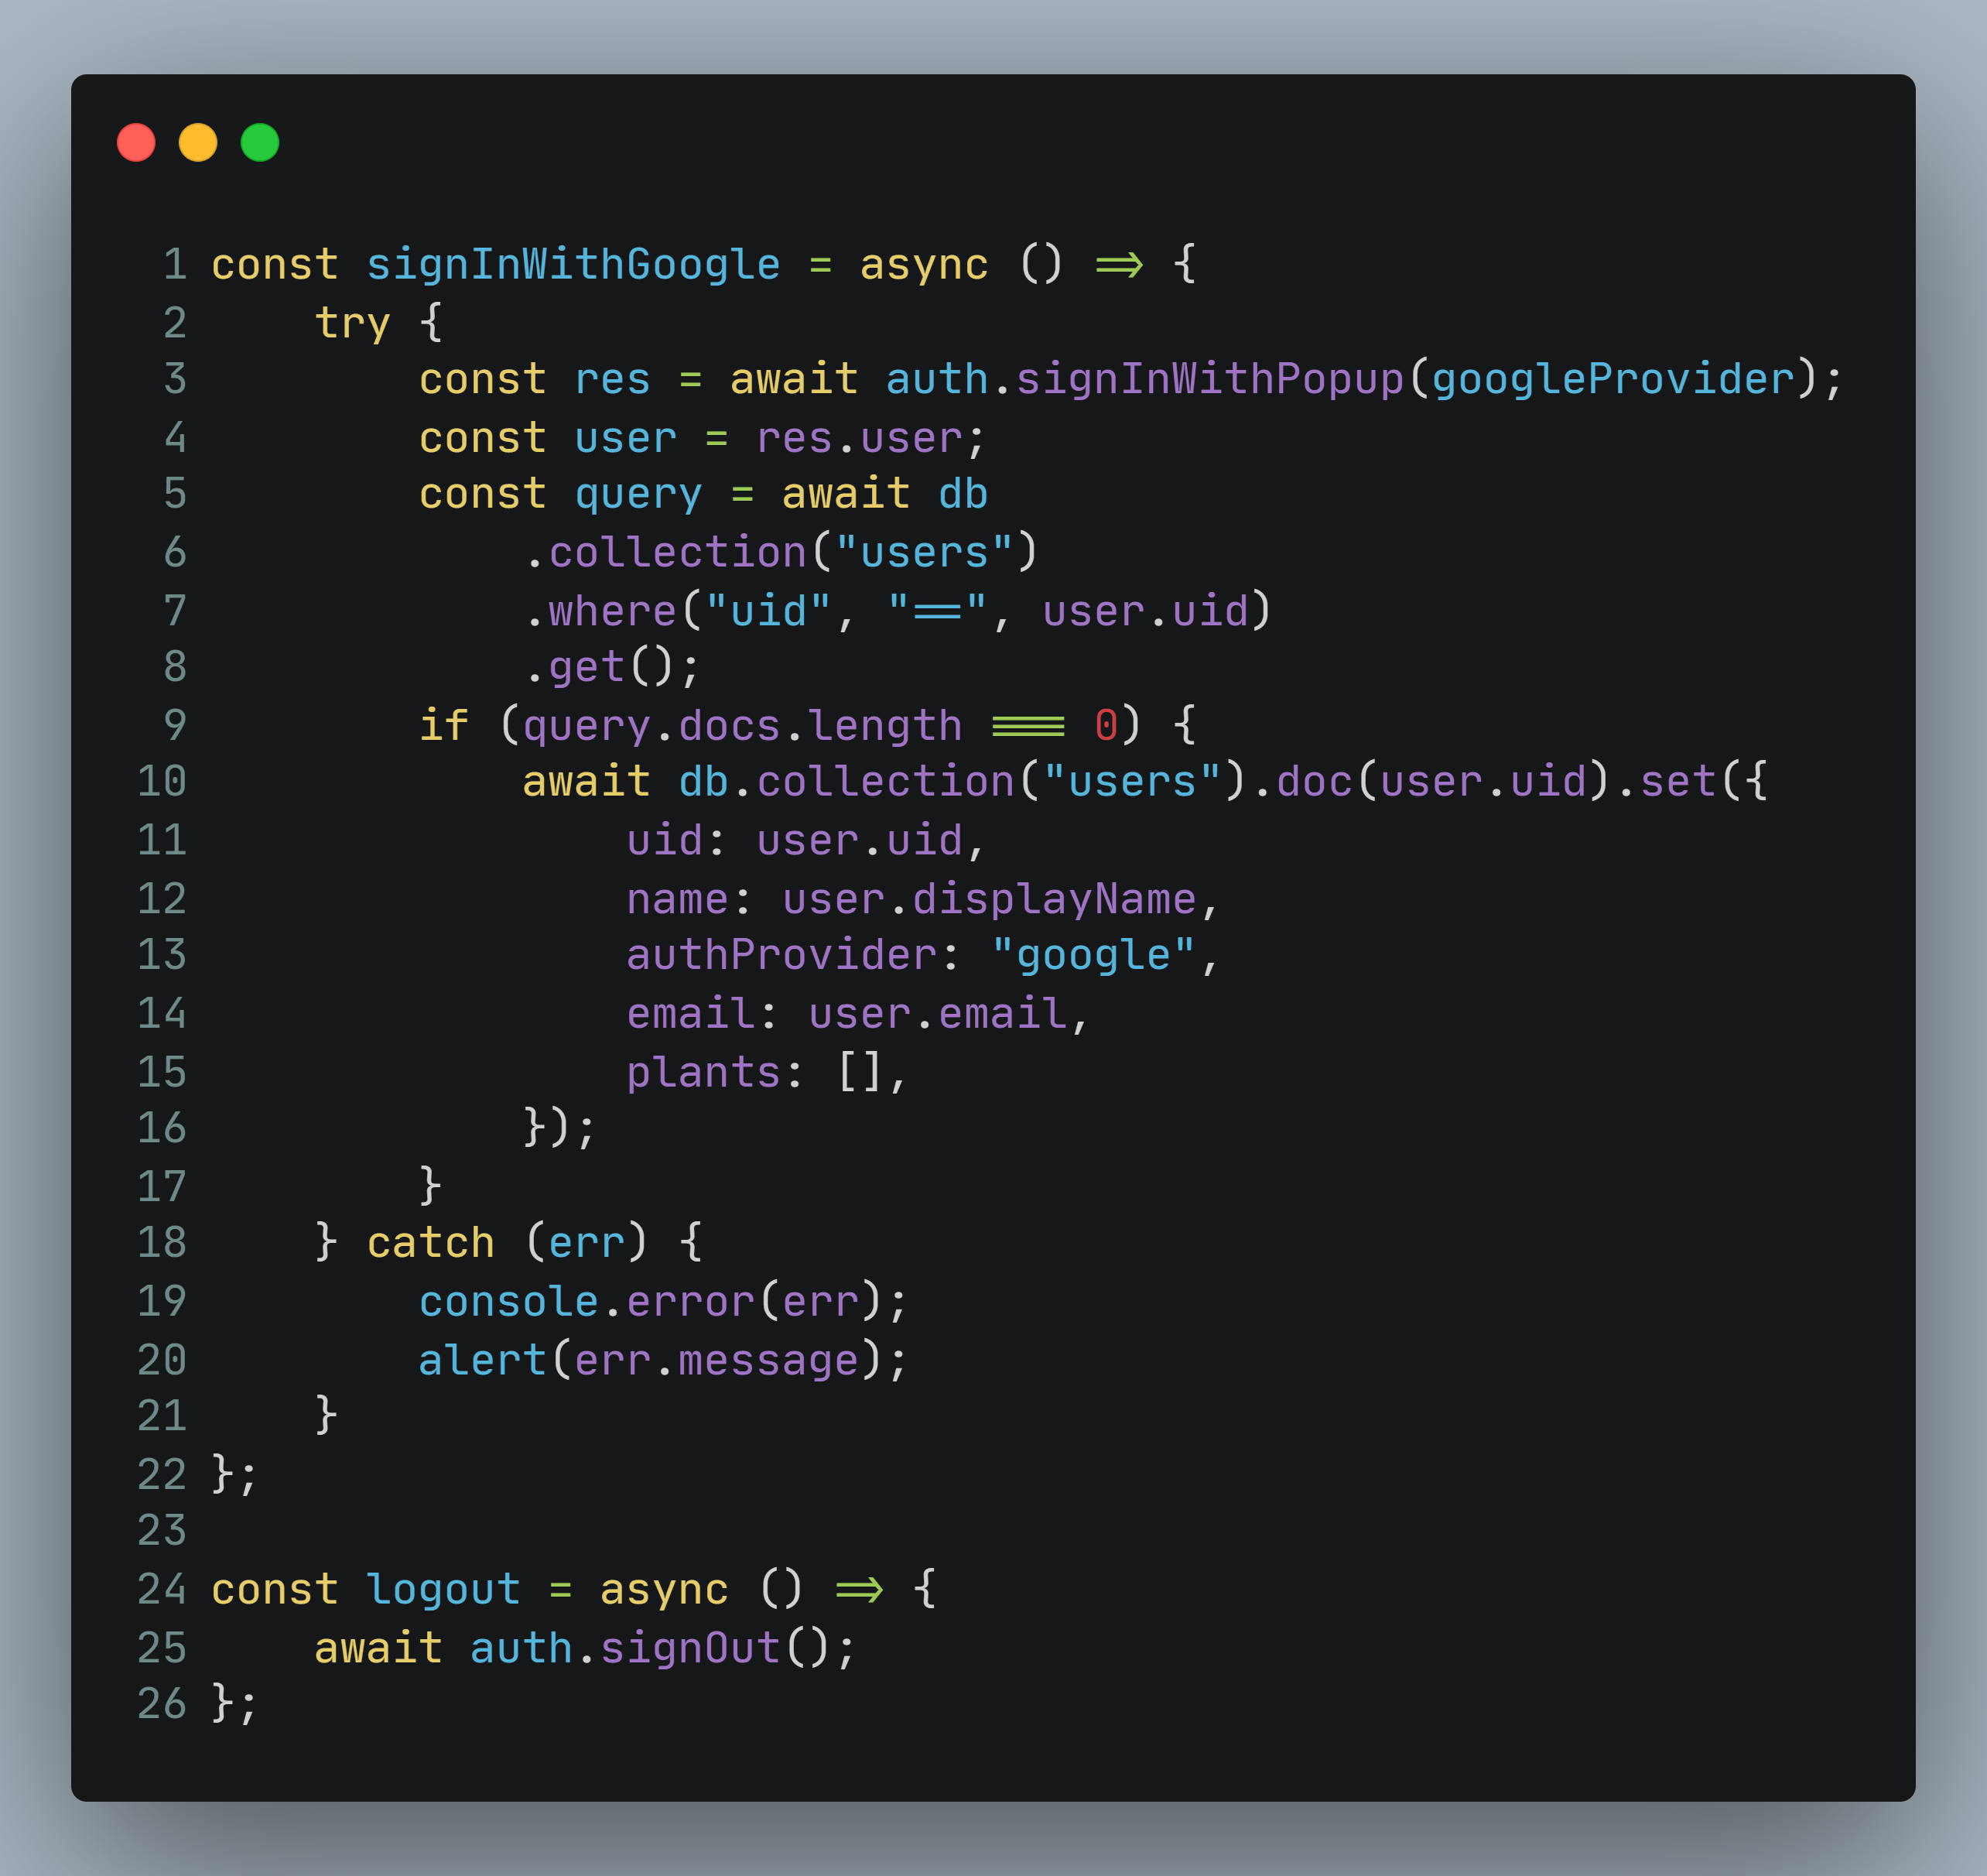 1 const signInWithGoogle = async () => {
2     try {
3         const res = await auth.signInWithPopup(googleProvider);
4         const user = res.user;
5         const query = await db
6             .collection("users")
7             .where("uid", "==", user.uid)
8             .get();
9         if (query.docs.length === 0) {
10             await db.collection("users").doc(user.uid).set({
11                 uid: user.uid,
12                 name: user.displayName,
13                 authProvider: "google",
14                 email: user.email,
15                 plants: [],
16             });
17         }
18     } catch (err) {
19         console.error(err);
20         alert(err.message);
21     }
22 };
23
24 const logout = async () => {
25     await auth.signOut();
26 };